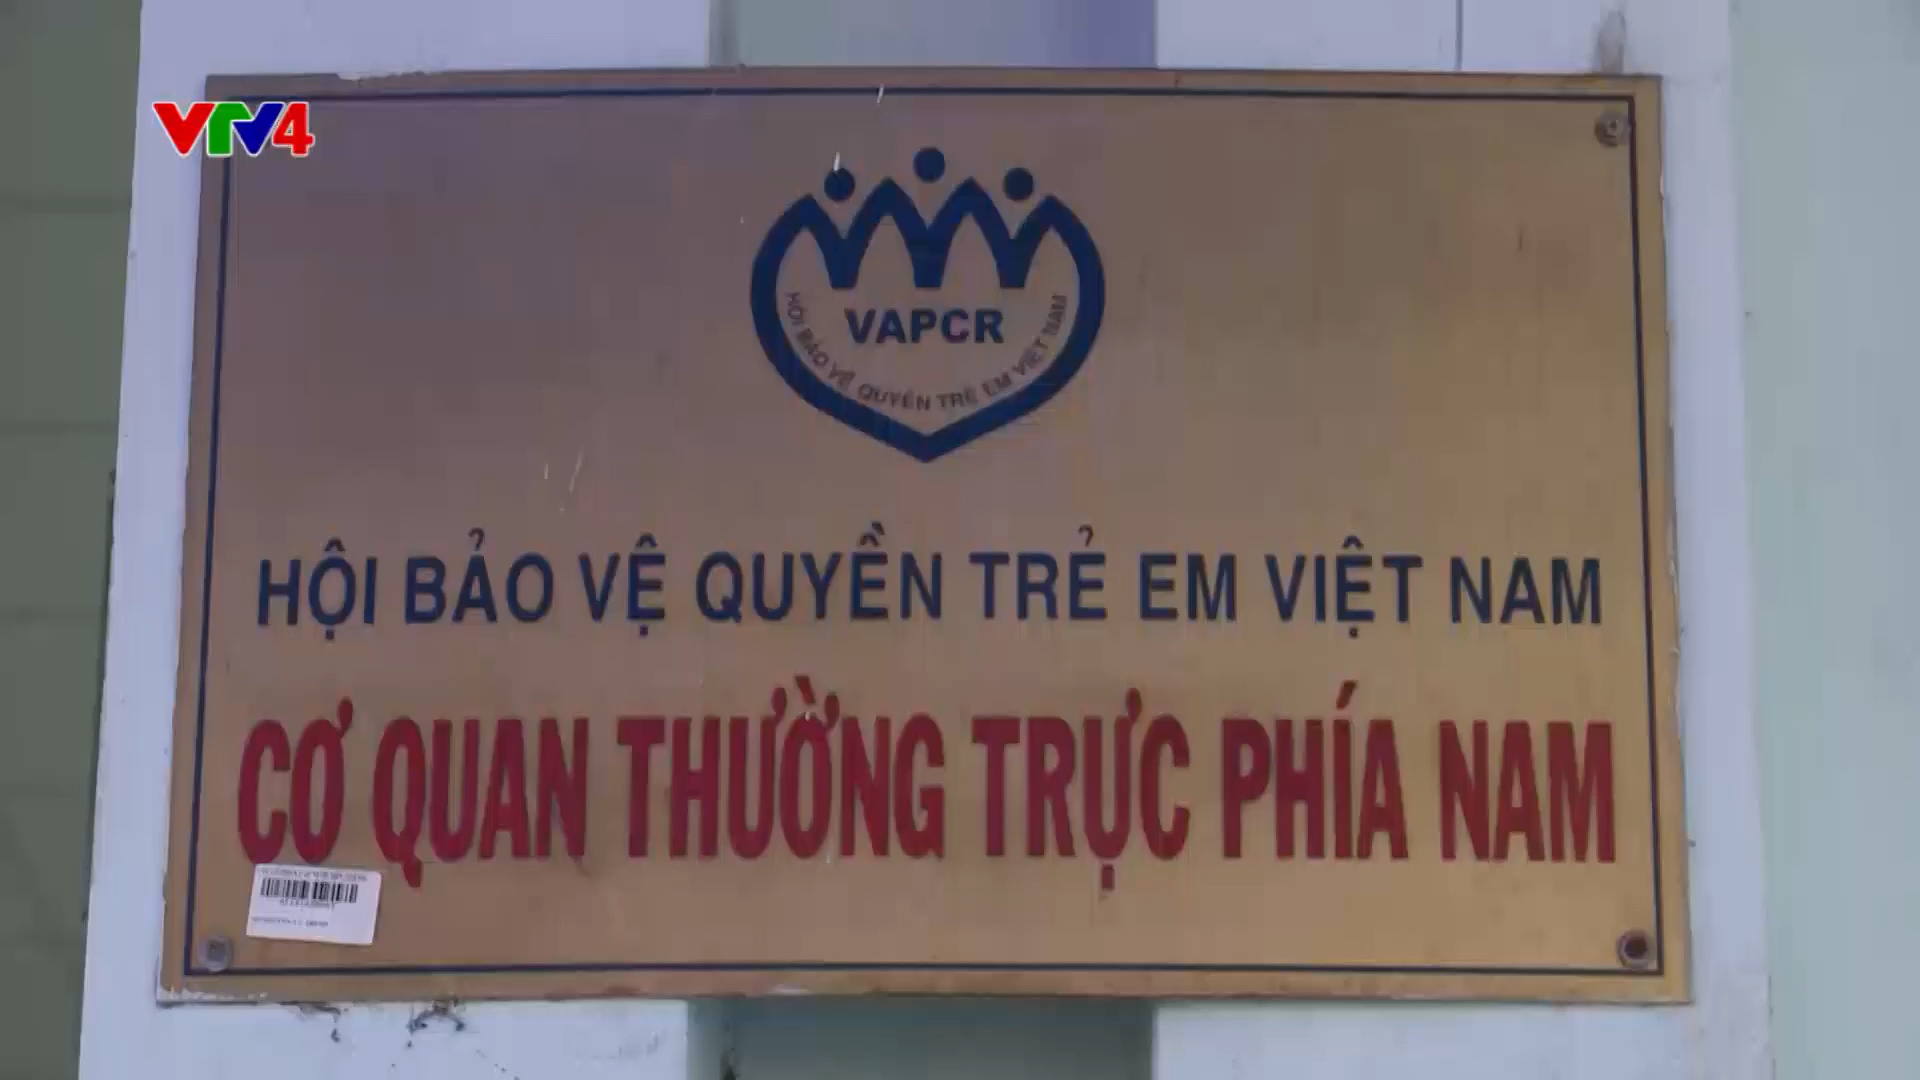 VTV4
VAPCR
HỘI BẢO VỆ QUYỀN TRẺ EM VIỆT NAM
HỘI BẢO VỆ QUYỀN TRẺ EM VIỆT NAM
CƠ QUAN THƯỜNG TRỰC PHÍA NAM